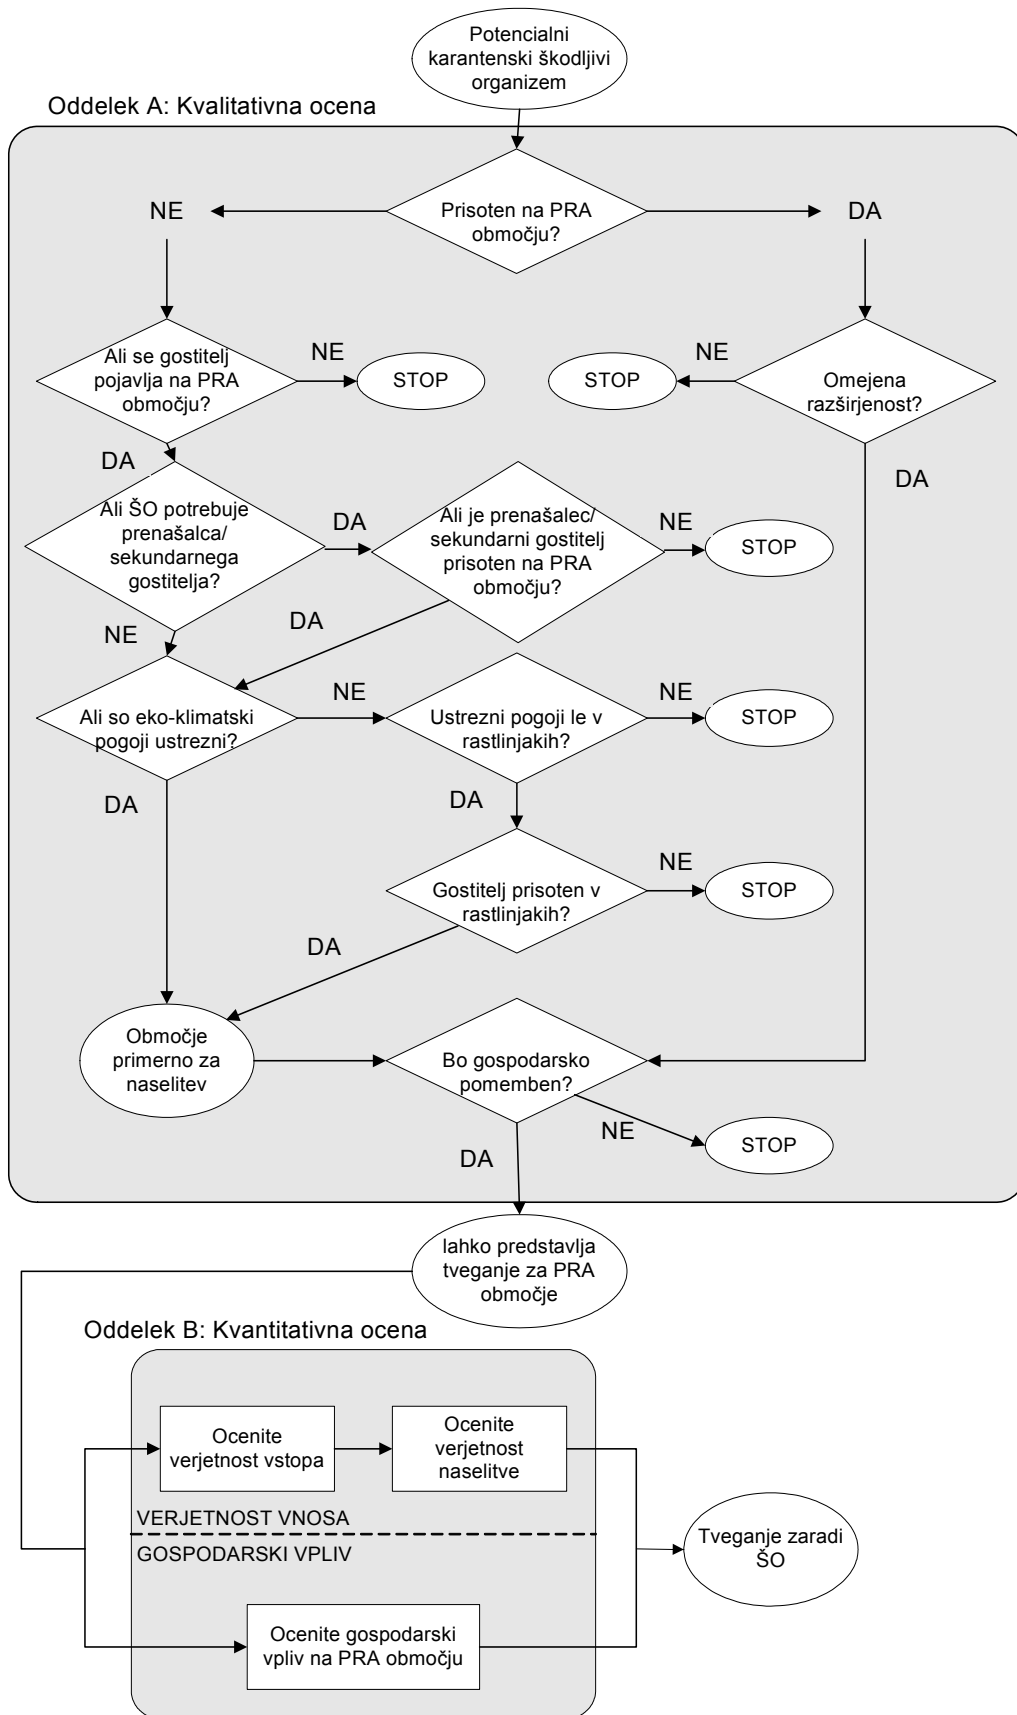 Potencialni
karantenski škodljivi
organizem
Oddelek A: Kvalitativna ocena
NE
Prisoten na PRA
območju?
DA
Ali se gostitelj
pojavlja na PRA
območju?
NE
STOP
STOP
NE
Omejena
razširjenost?
DA
DA
Ali ŠO potrebuje
prenašalca/
sekundarnega
gostitelja?
DA
Ali je prenašalec/
sekundarni gostitelj
prisoten na PRA
območju?
NE
STOP
NE
DA
Ali so eko-klimatski
pogoji ustrezni?
NE
Ustrezni pogoji le v
rastlinjakih?
NE
STOP
DA
DA
Gostitelj prisoten v
rastlinjakih?
NE
STOP
DA
Območje
primerno za
naselitev
Bo gospodarsko
pomemben?
NE
STOP
DA
lahko predstavlja
tveganje za PRA
območje
Oddelek B: Kvantitativna ocena
Ocenite
verjetnost vstopa
Ocenite
verjetnost
naselitve
VERJETNOST VNOSA
GOSPODARSKI VPLIV
Tveganje zaradi
ŠO
Ocenite gospodarski
vpliv na PRA območju